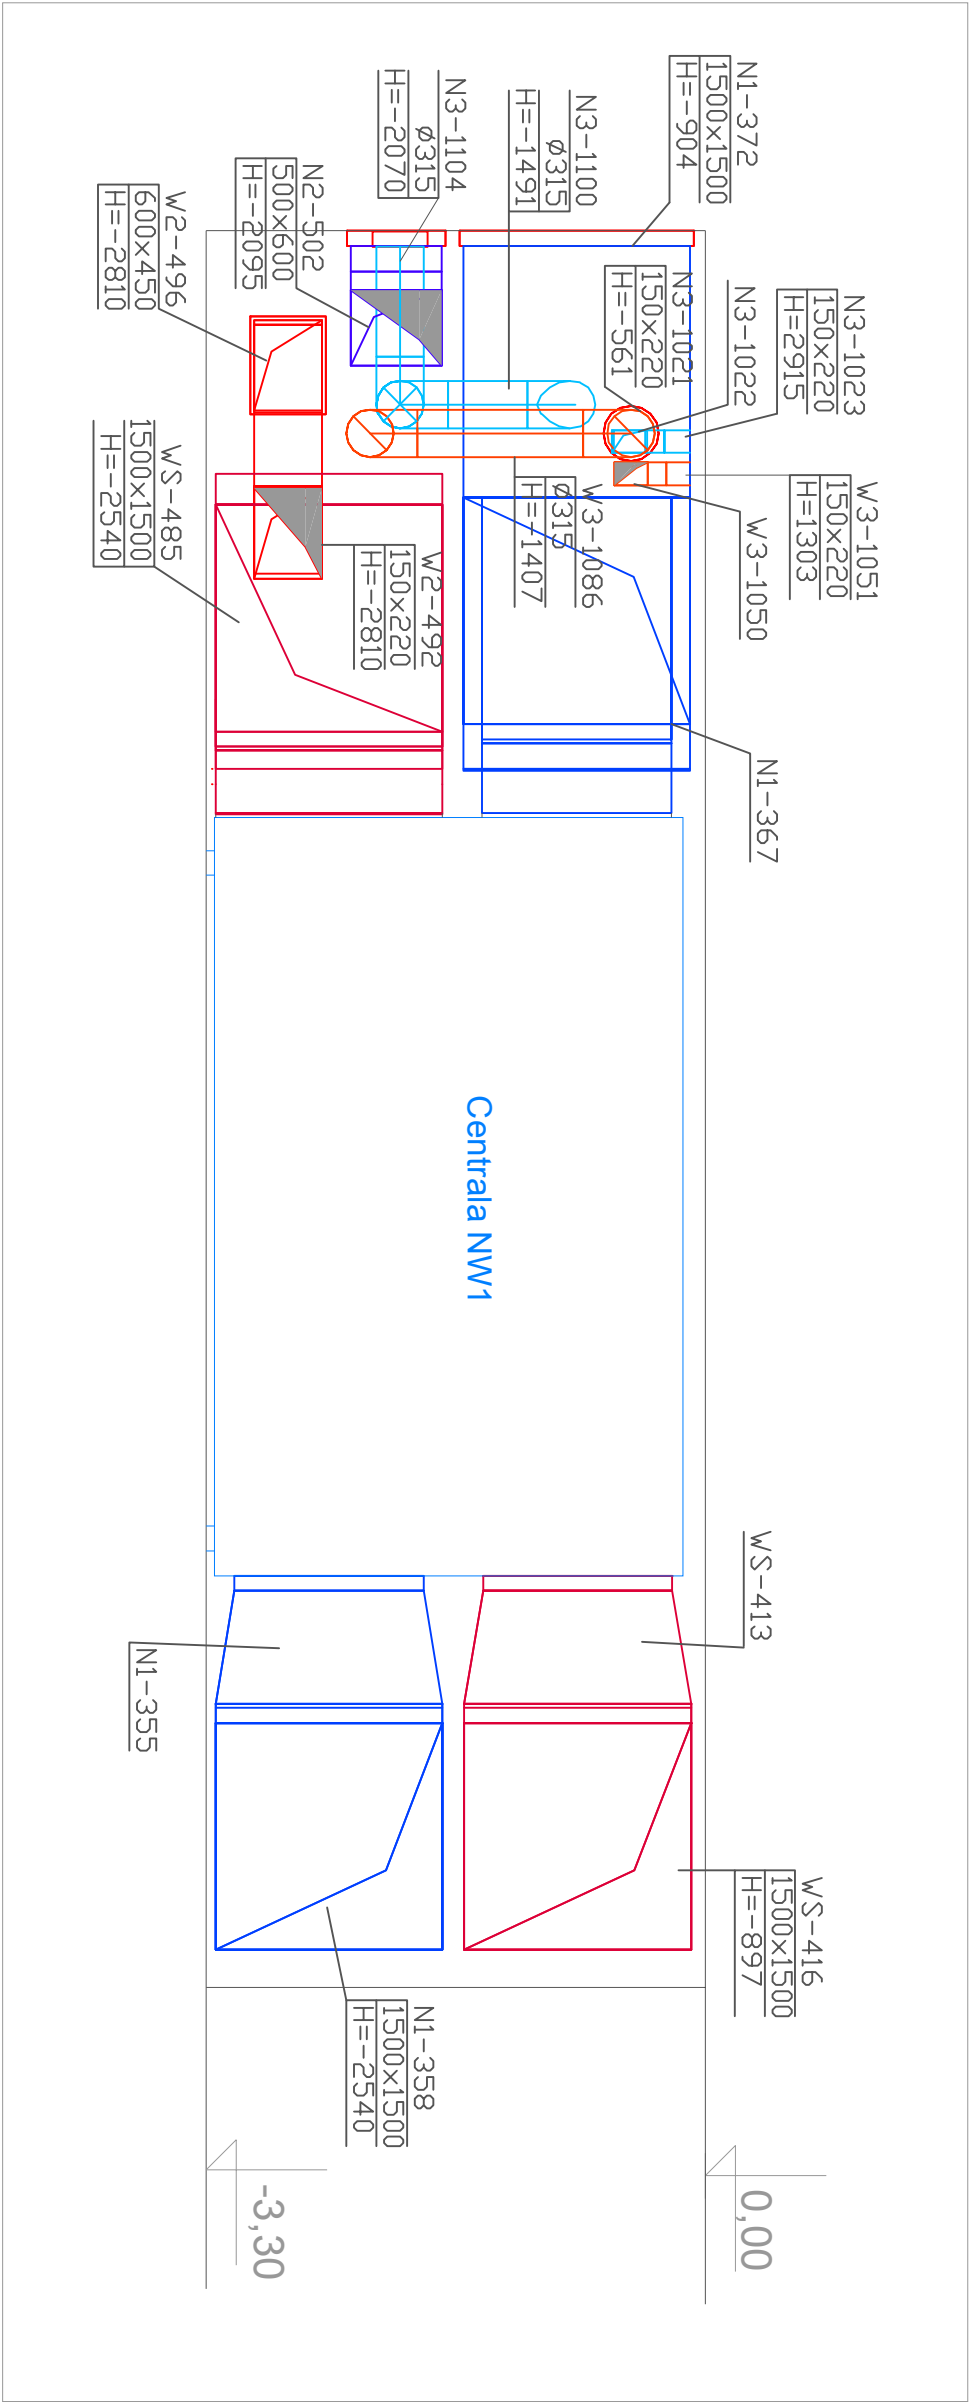 N1-372
1500x1500
H=-904
N3-1100
Ø315
H=-1491
N3-1104
Ø315
H=-2070
N2-502
500x600
H=-2095
W2-496
600x450
H=-2810
N3-1023
150x220
H=2915
N3-1022
N3-1021
150x220
H=-561
W3-1051
150x220
H=1303
W3-1050
W3-1086
Ø315
H=-1407
W2-492
150x220
H=-2810
WS-485
1500x1500
H=-2540
N1-367
Centrala NW1
WS-413
N1-355
WS-416
1500x1500
H=-897
N1-358
1500x1500
H=-2540
0,00
-3,30